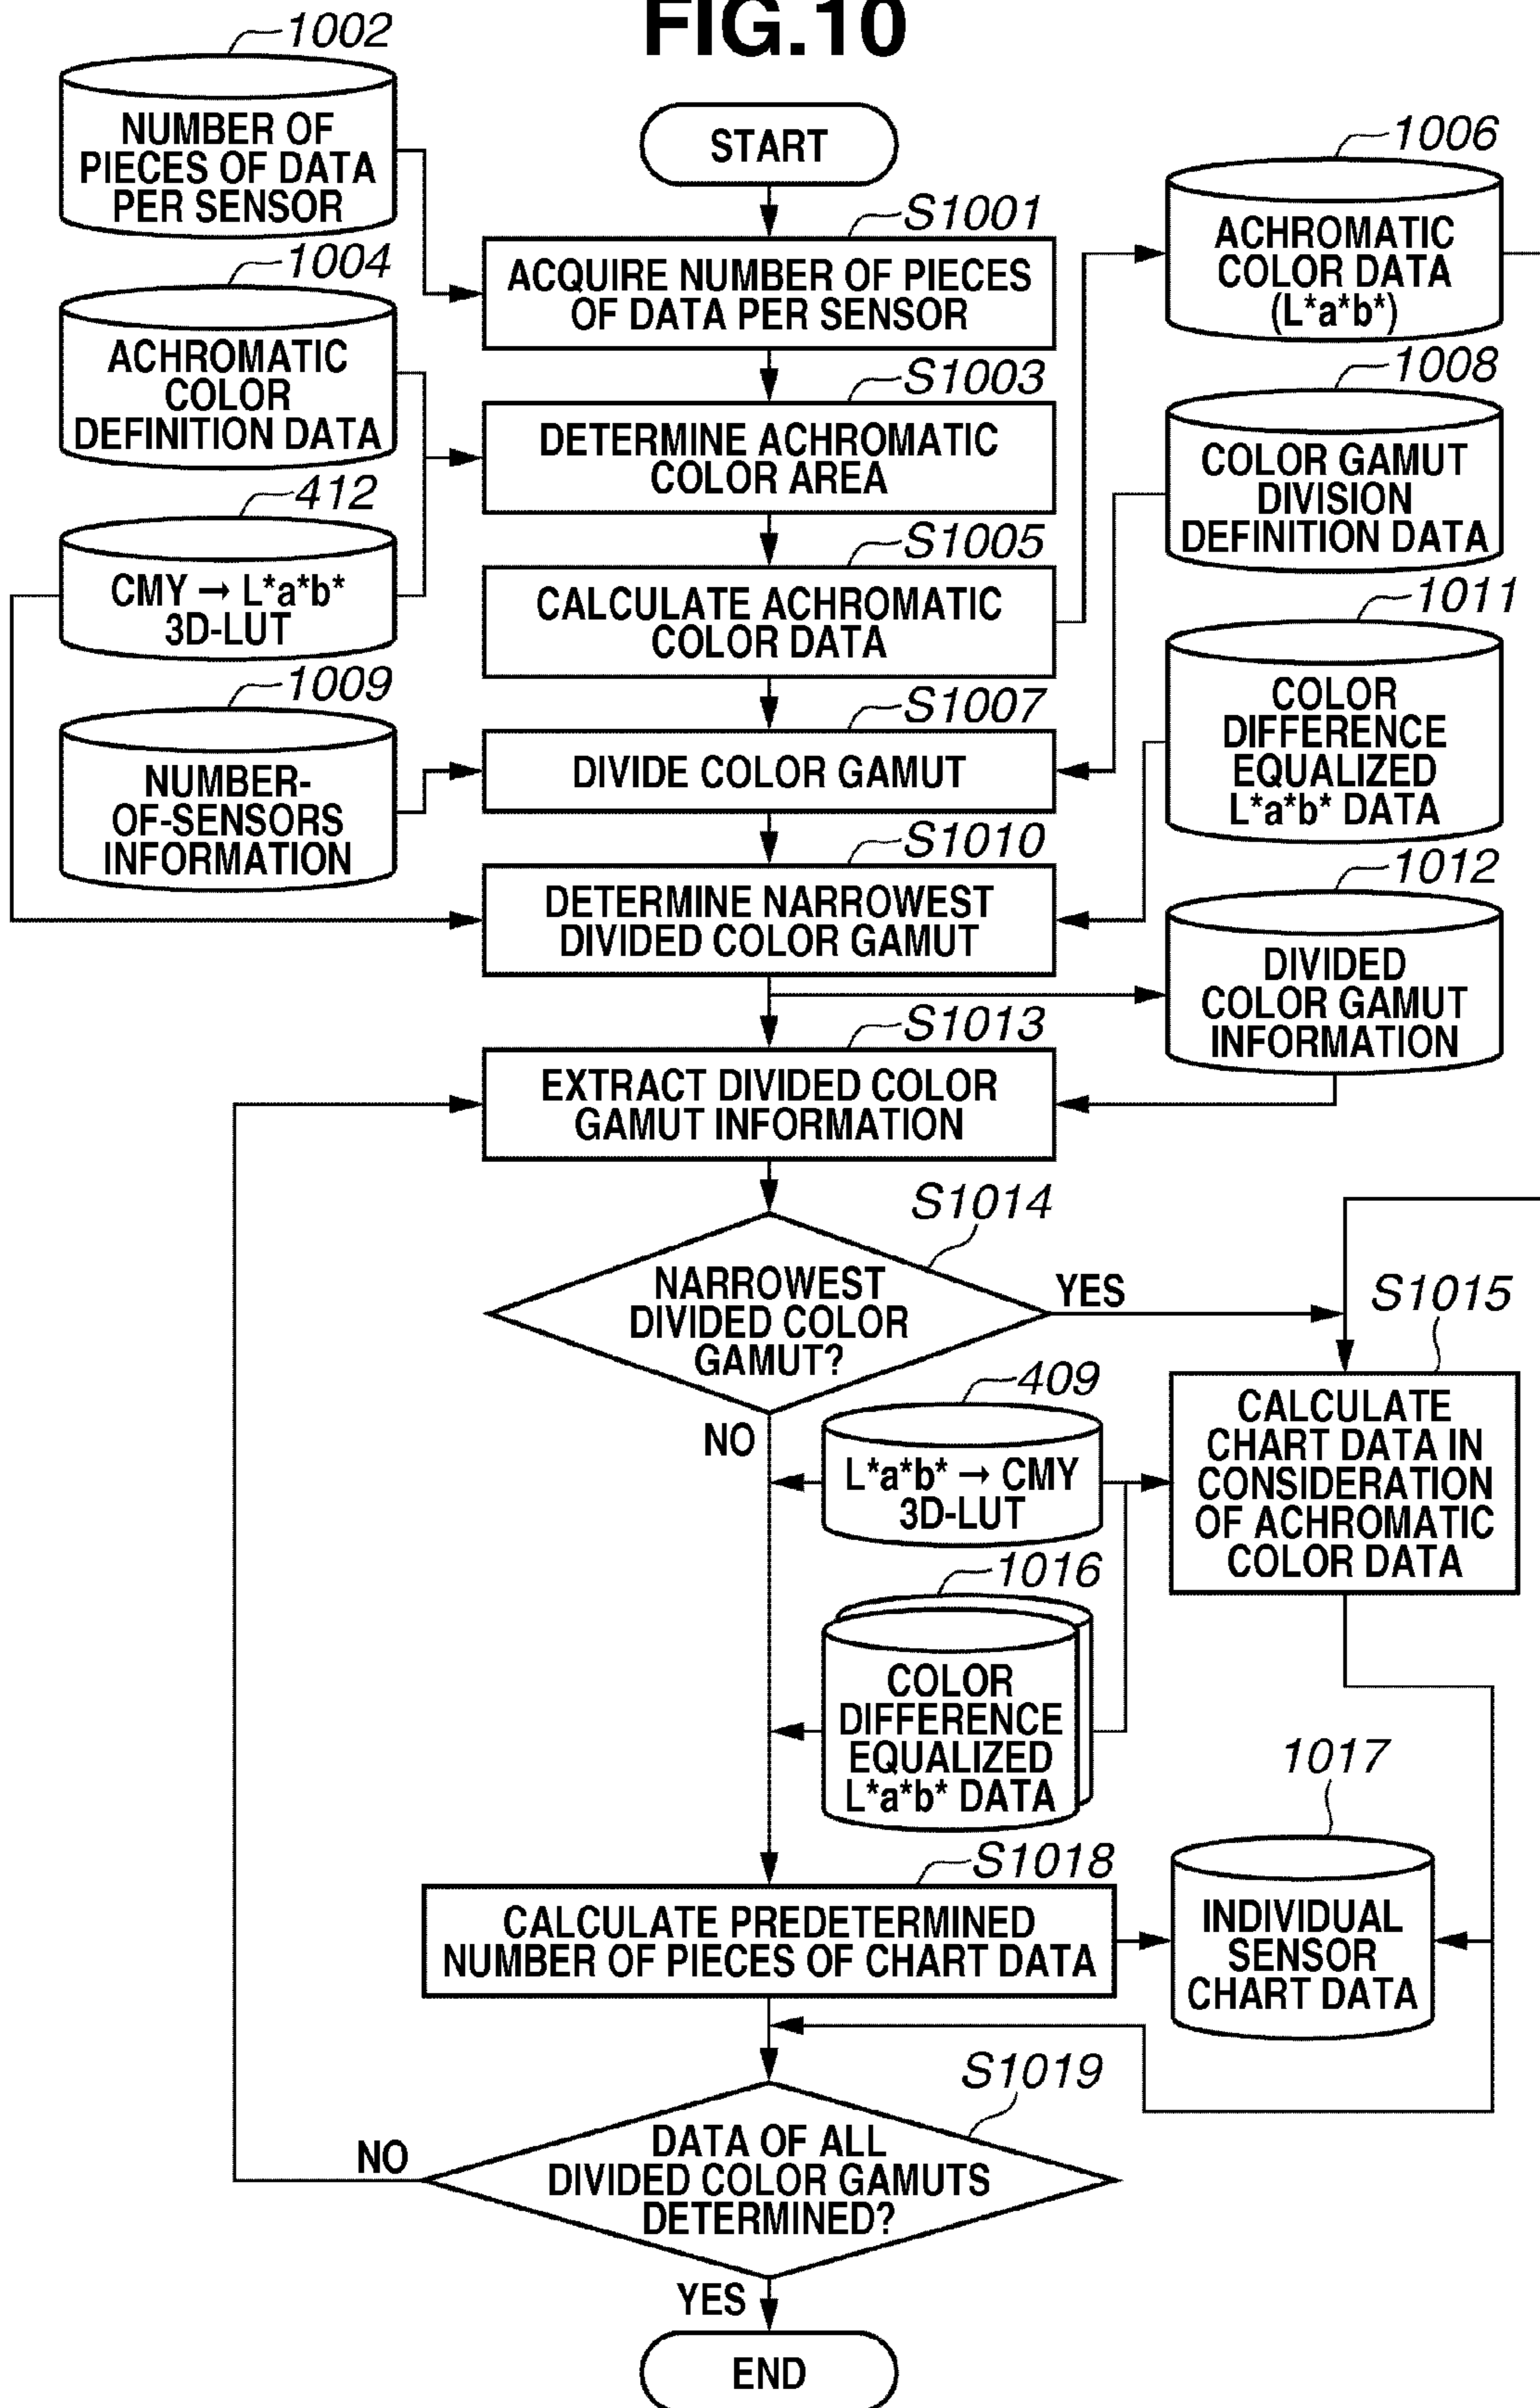 FIG.10
1002
NUMBER OF
PIECES OF DATA
PER SENSOR
START
1006
ACHROMATIC
COLOR DATA
(L*a*b*)
S1001
ACQUIRE NUMBER OF PIECES
OF DATA PER SENSOR
1004
ACHROMATIC
COLOR
DEFINITION DATA
S1003
DETERMINE ACHROMATIC
COLOR AREA
1008
COLOR GAMUT
DIVISION
DEFINITION DATA
412
CMY → L*a*b*
3D-LUT
S1005
CALCULATE ACHROMATIC
COLOR DATA
1011
COLOR
DIFFERENCE
EQUALIZED
L*a*b* DATA
1009
NUMBER-
OF-SENSORS
INFORMATION
S1007
DIVIDE COLOR GAMUT
S1010
DETERMINE NARROWEST
DIVIDED COLOR GAMUT
1012
DIVIDED
COLOR GAMUT
INFORMATION
S1013
EXTRACT DIVIDED COLOR
GAMUT INFORMATION
S1014
NARROWEST
DIVIDED COLOR
GAMUT?
YES
NO
S1015
CALCULATE
CHART DATA IN
CONSIDERATION
OF ACHROMATIC
COLOR DATA
409
L*a*b* → CMY
3D-LUT
1016
COLOR
DIFFERENCE
EQUALIZED
L*a*b* DATA
1017
INDIVIDUAL
SENSOR
CHART DATA
S1018
CALCULATE PREDETERMINED
NUMBER OF PIECES OF CHART DATA
S1019
DATA OF ALL
DIVIDED COLOR GAMUTS
DETERMINED?
NO
YES
END